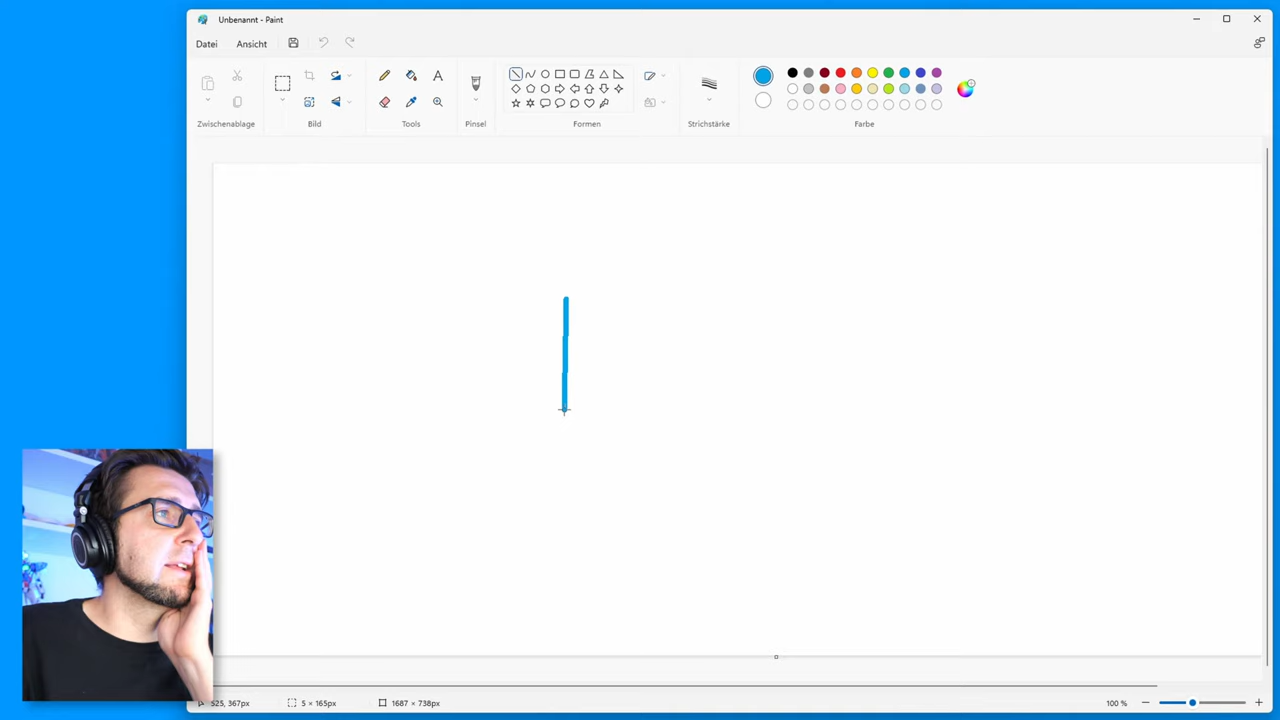 Unbenannt - Paint
Datei Ansicht
A
Zwischenablage Bild Tools Pinsel Formen Strichstärke Farbe
525, 367px 5 × 165px 1687 × 738px 100 %